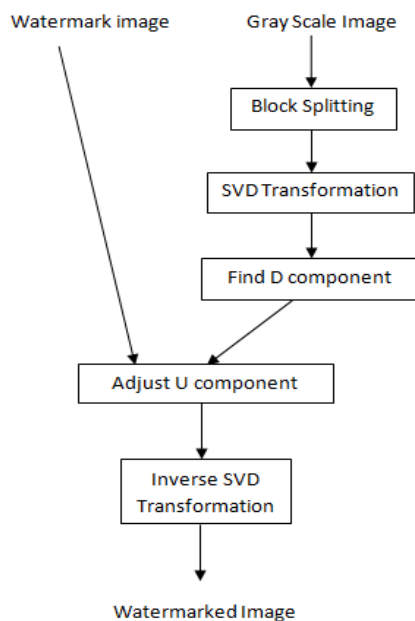 Watermark image
Gray Scale Image
Block Splitting
SVD Transformation
Find D component
Adjust U component
Inverse SVD
Transformation
Watermarked Image